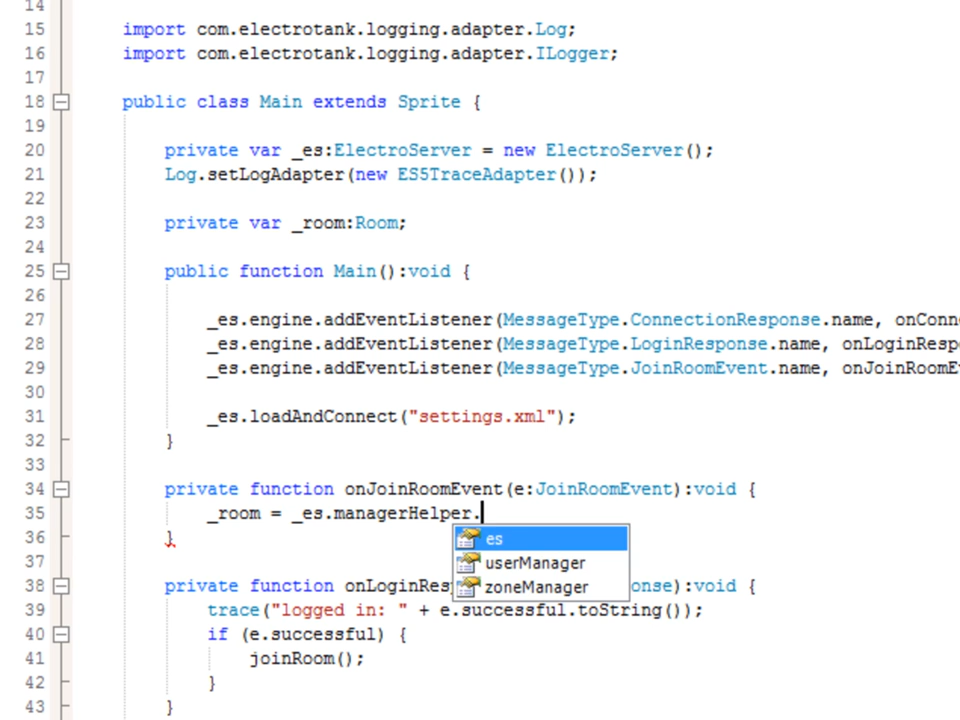 14
15 import com.electrotank.logging.adapter.Log;
16 import com.electrotank.logging.adapter.ILogger;
17
18 public class Main extends Sprite {
19
20 private var _es:ElectroServer = new ElectroServer();
21 Log.setLogAdapter(new ES5TraceAdapter());
22
23 private var _room:Room;
24
25 public function Main():void {
26
27 _es.engine.addEventListener(MessageType.ConnectionResponse.name, onConn
28 _es.engine.addEventListener(MessageType.LoginResponse.name, onLoginResp
29 _es.engine.addEventListener(MessageType.JoinRoomEvent.name, onJoinRoomE
30
31 _es.loadAndConnect("settings.xml");
32 }
33
34 private function onJoinRoomEvent(e:JoinRoomEvent):void {
35 _room = _es.managerHelper.
es
36 }
37 userManager
38 private function onLoginRes zoneManager onse):void {
39 trace("logged in: " + e.successful.toString());
40 if (e.successful) {
41 joinRoom();
42 }
43 }